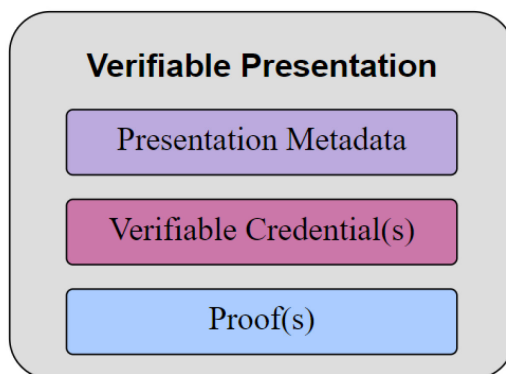 Verifiable Presentation
Presentation Metadata
Verifiable Credential(s)
Proof(s)